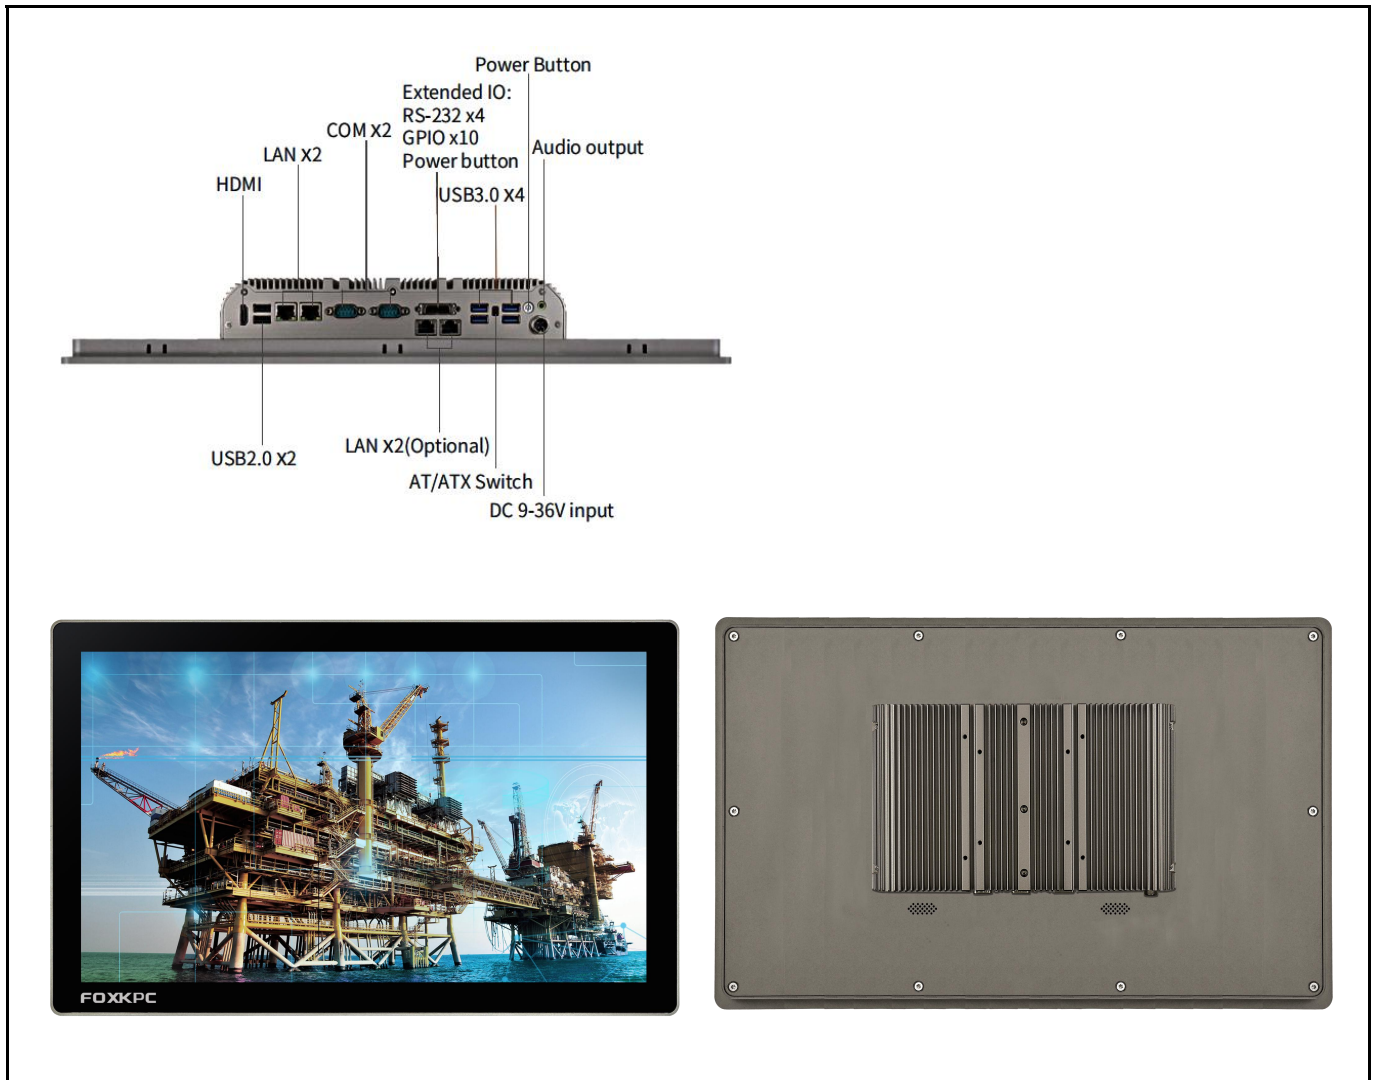 Power Button
Extended IO:
RS-232 x4
GPIO x10
Power button
COM X2
LAN X2
HDMI
Audio output
USB3.0 X4
USB2.0 X2
LAN X2(Optional)
AT/ATX Switch
DC 9-36V input
FOXKPC